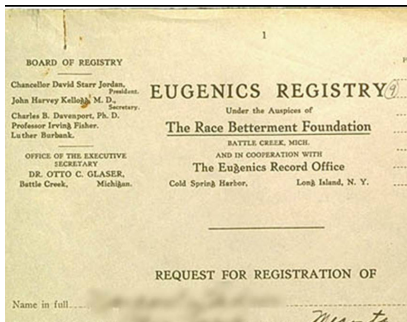 1
BOARD OF REGISTRY
Chancellor David Starr Jordan,
President.
John Harvey Kellogg, M. D.,
Secretary.
Charles B. Davenport, Ph. D.
Professor Irving Fisher.
Luther Burbank.
OFFICE OF THE EXECUTIVE
SECRETARY
DR. OTTO C. GLASER,
Battle Creek, Michigan.
EUGENICS REGISTRY
Under the Auspices of
The Race Betterment Foundation
BATTLE CREEK, MICH.
AND IN COOPERATION WITH
The Eugenics Record Office
Cold Spring Harbor, Long Island, N. Y.
REQUEST FOR REGISTRATION OF
Name in full